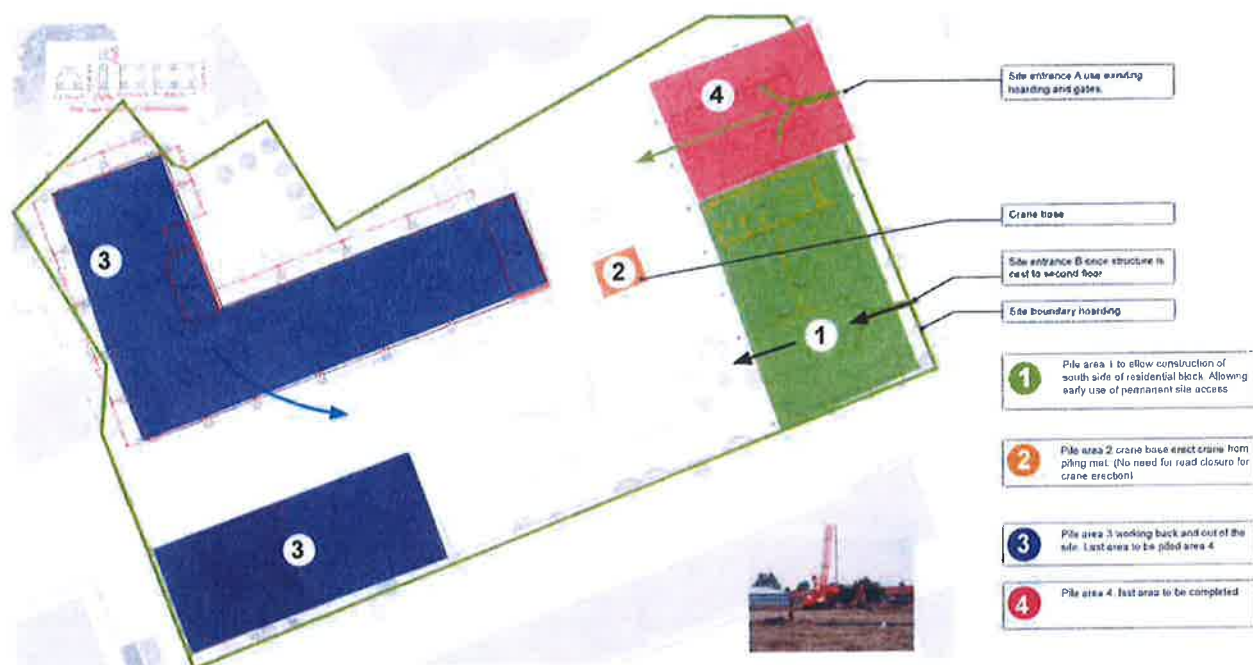 4
Site entrance A use existing
hoarding and gates.
3
Crane base
2
Site entrance B once structure is
cast to second floor
1
Site boundary hoarding
1
Pile area 1 to allow construction of
south side of residential block. Allowing
early use of permanent site access
2
Pile area 2 crane base erect crane from
piling mat. (No need for road closure for
crane erection)
3
3
Pile area 3 working back and out of the
site. Last area to be piled area 4
4
Pile area 4. last area to be completed